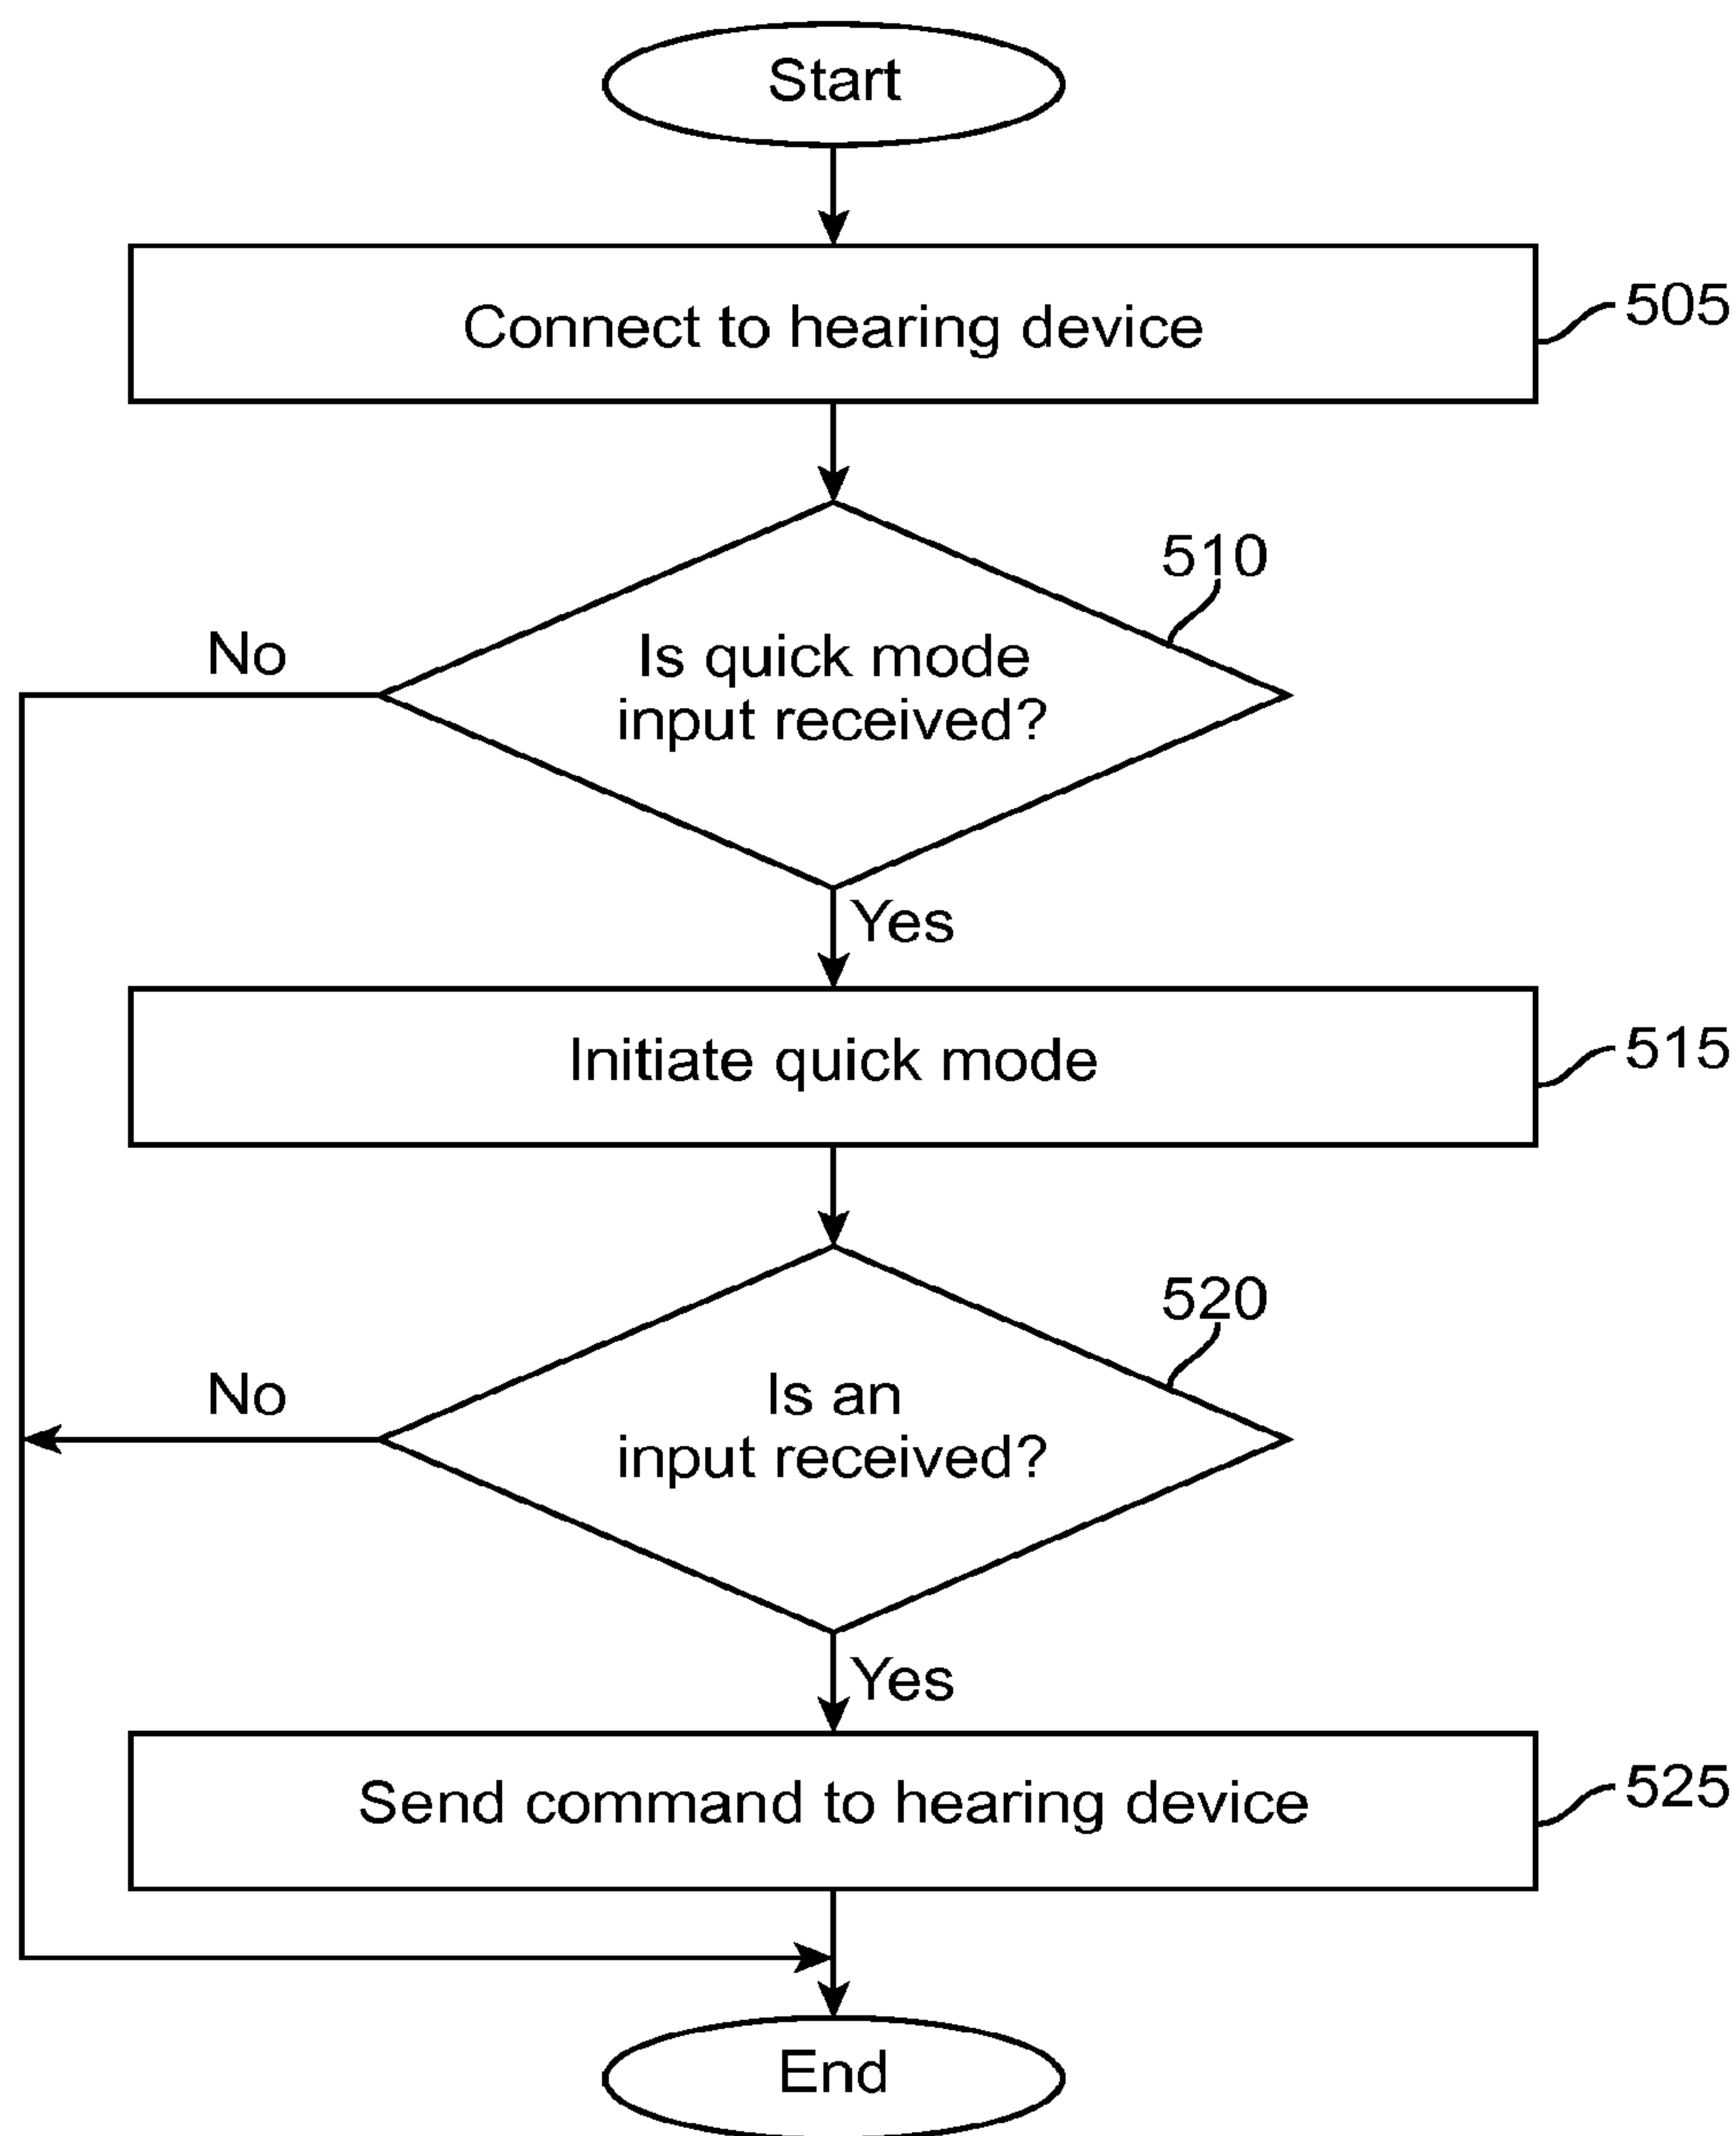 Start
Connect to hearing device
505
510
Is quick mode
input received?
No
Yes
Initiate quick mode
515
520
Is an
input received?
No
Yes
Send command to hearing device
525
End